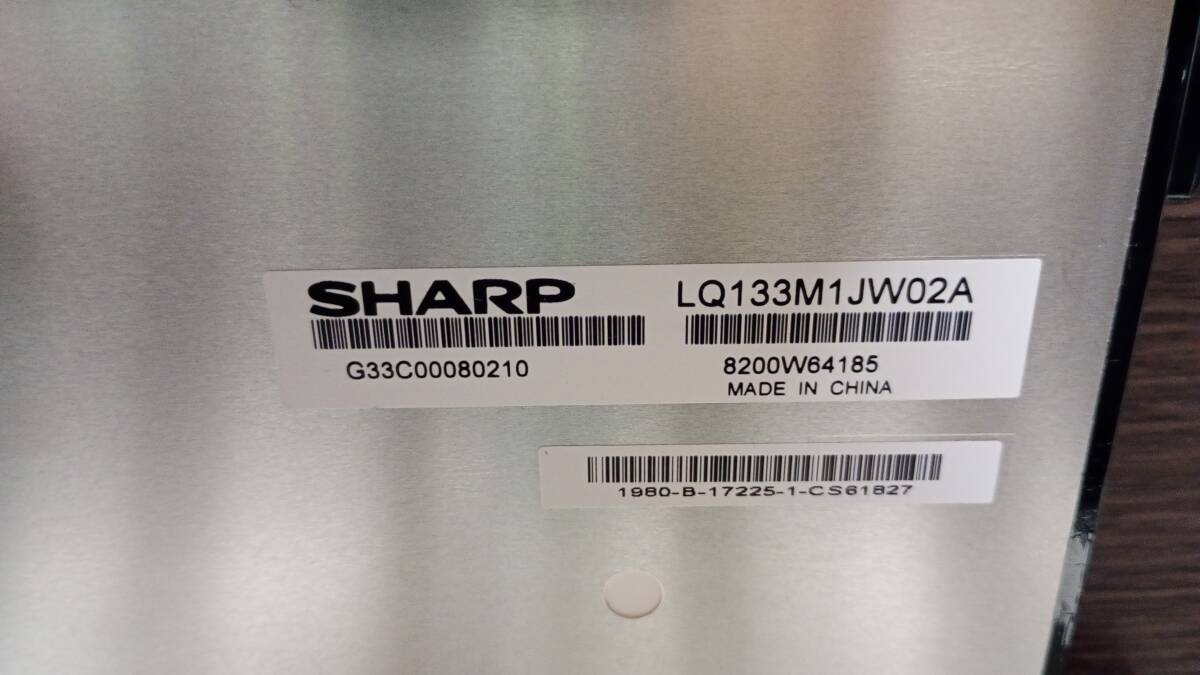 SHARP
LQ133M1JW02A
G33C00080210
8200W64185
MADE IN CHINA
1980-B-17225-1-CS61827